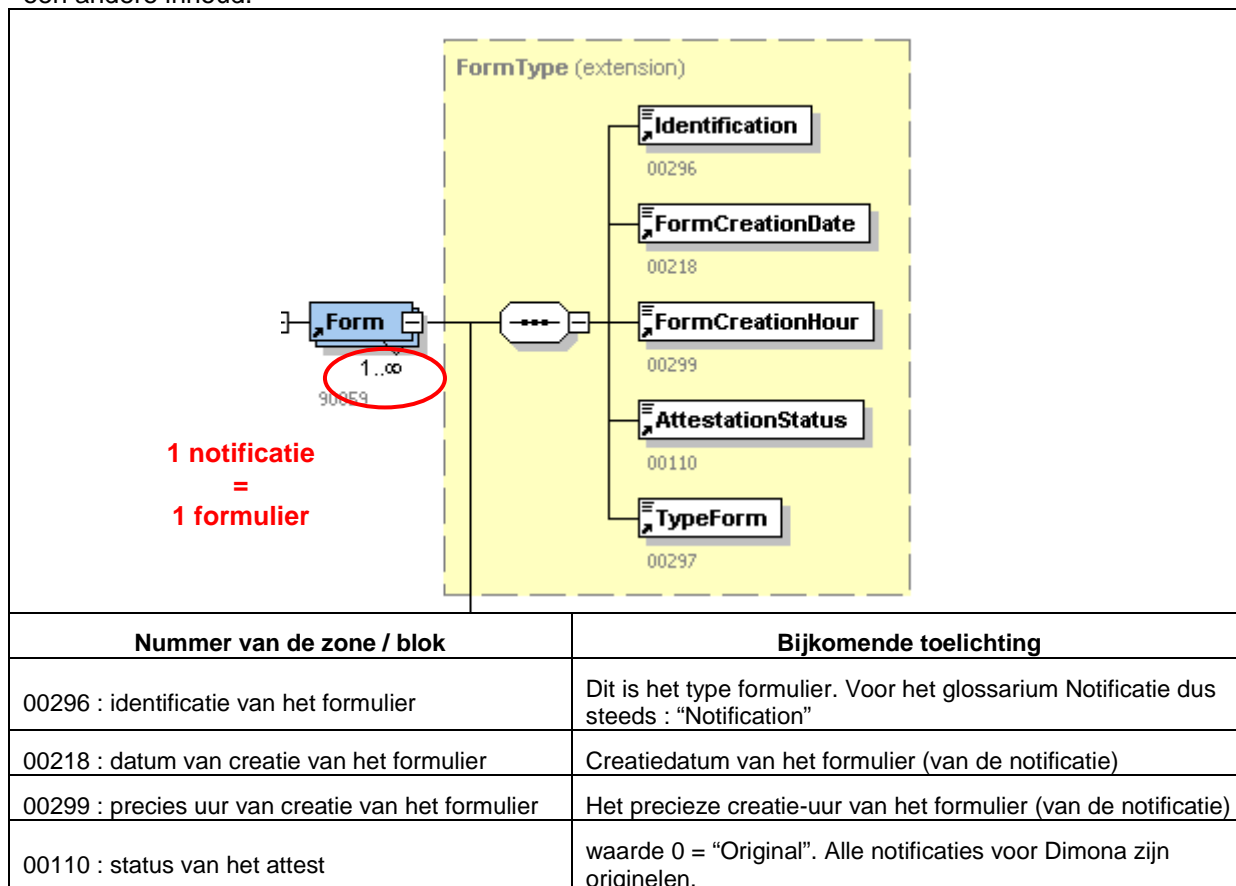 een andere inhoud.
FormType (extension)
Identification
00296
FormCreationDate
00218
Form
FormCreationHour
1..∞
00299
90059
AttestationStatus
1 notificatie
00110
=
1 formulier
TypeForm
00297
Nummer van de zone / blok
Bijkomende toelichting
00296 : identificatie van het formulier
Dit is het type formulier. Voor het glossarium Notificatie dus
steeds : “Notification”
00218 : datum van creatie van het formulier
Creatiedatum van het formulier (van de notificatie)
00299 : precies uur van creatie van het formulier
Het precieze creatie-uur van het formulier (van de notificatie)
00110 : status van het attest
waarde 0 = “Original”. Alle notificaties voor Dimona zijn
originelen.